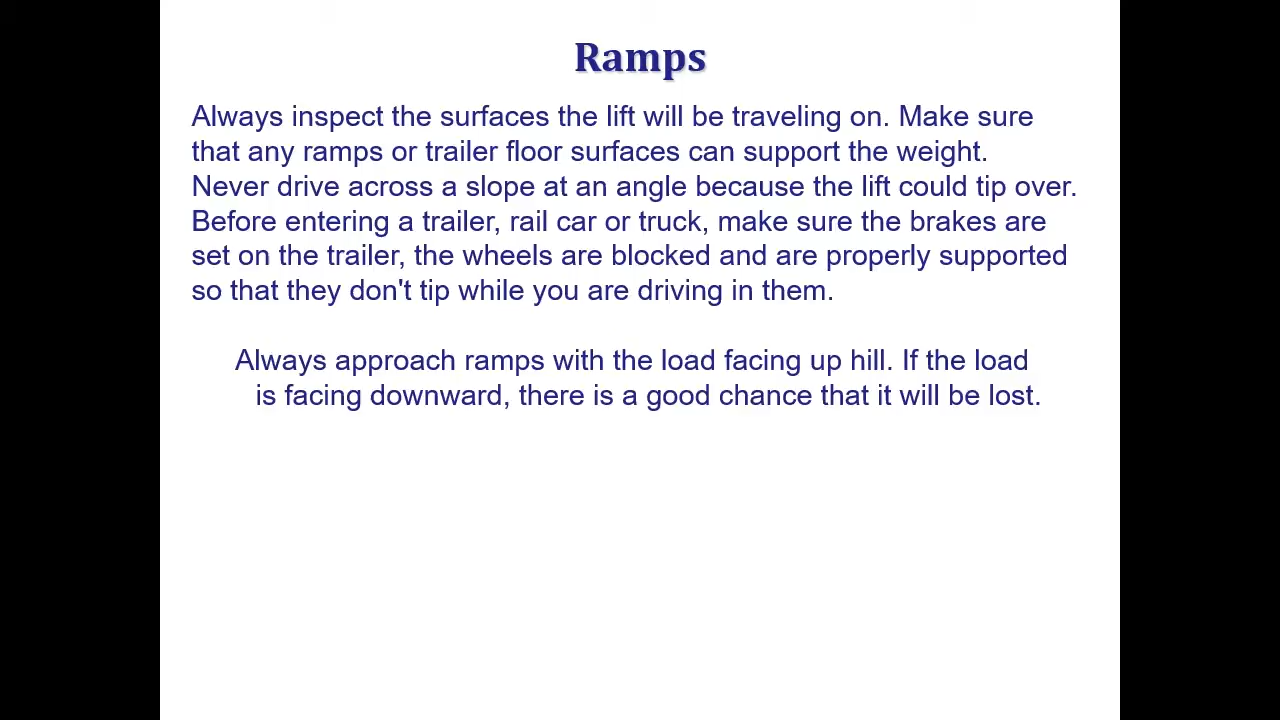 Ramps
Always inspect the surfaces the lift will be traveling on. Make sure
that any ramps or trailer floor surfaces can support the weight.
Never drive across a slope at an angle because the lift could tip over.
Before entering a trailer, rail car or truck, make sure the brakes are
set on the trailer, the wheels are blocked and are properly supported
so that they don't tip while you are driving in them.
Always approach ramps with the load facing up hill. If the load
is facing downward, there is a good chance that it will be lost.